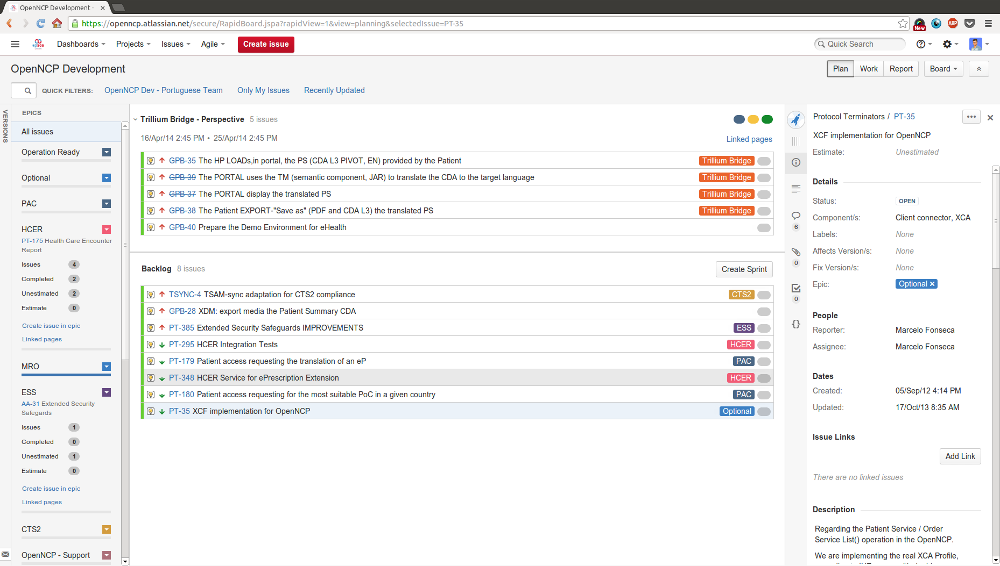 OpenNCP Development -
https://openncp.atlassian.net/secure/RapidBoard.jspa?rapidView=1&view=planning&selectedIssue=PT-35
New
ABP
epsos
Dashboards
Projects
Issues
Agile
Create issue
Quick Search
OpenNCP Development
Plan
Work
Report
Board
QUICK FILTERS:
OpenNCP Dev - Portuguese Team
Only My Issues
Recently Updated
VERSIONS
EPICS
All issues
Operation Ready
Optional
PAC
HCER
PT-175 Health Care Encounter
Report
Issues 4
Completed 2
Unestimated 2
Estimate 0
Create issue in epic
Linked pages
MRO
ESS
AA-31 Extended Security
Safegards
Issues 1
Completed 0
Unestimated 1
Estimate 0
Create issue in epic
Linked pages
CTS2
OpenNCP - Support
Trillium Bridge - Perspective 5 issues
16/Apr/14 2:45 PM • 25/Apr/14 2:45 PM
Linked pages
GPB-35 The HP LOADs,in portal, the PS (CDA L3 PIVOT, EN) provided by the Patient Trillium Bridge
GPB-39 The PORTAL uses the TM (semantic component, JAR) to translate the CDA to the target language Trillium Bridge
GPB-37 The PORTAL display the translated PS Trillium Bridge
GPB-38 The Patient EXPORT-"Save as" (PDF and CDA L3) the translated PS Trillium Bridge
GPB-40 Prepare the Demo Environment for eHealth
Backlog 8 issues
Create Sprint
TSYNC-4 TSAM-sync adaptation for CTS2 compliance CTS2
GPB-28 XDM: export media the Patient Summary CDA
PT-385 Extended Security Safeguards IMPROVEMENTS ESS
PT-295 HCER Integration Tests HCER
PT-179 Patient access requesting the translation of an eP PAC
PT-348 HCER Service for ePrescription Extension HCER
PT-180 Patient access requesting for the most suitable PoC in a given country PAC
PT-35 XCF implementation for OpenNCP Optional
6
0
0
Protocol Terminators / PT-35
XCF implementation for OpenNCP
Estimate: Unestimated
Details
Status: OPEN
Component/s: Client connector, XCA
Labels: None
Affects Version/s: None
Fix Version/s: None
Epic: Optional
People
Reporter: Marcelo Fonseca
Assignee: Marcelo Fonseca
Dates
Created: 05/Sep/12 4:14 PM
Updated: 17/Oct/13 8:35 AM
Issue Links
Add Link
There are no linked issues
Description
Regarding the Patient Service / Order
Service List() operation in the OpenNCP.
We are implementing the real XCA Profile,